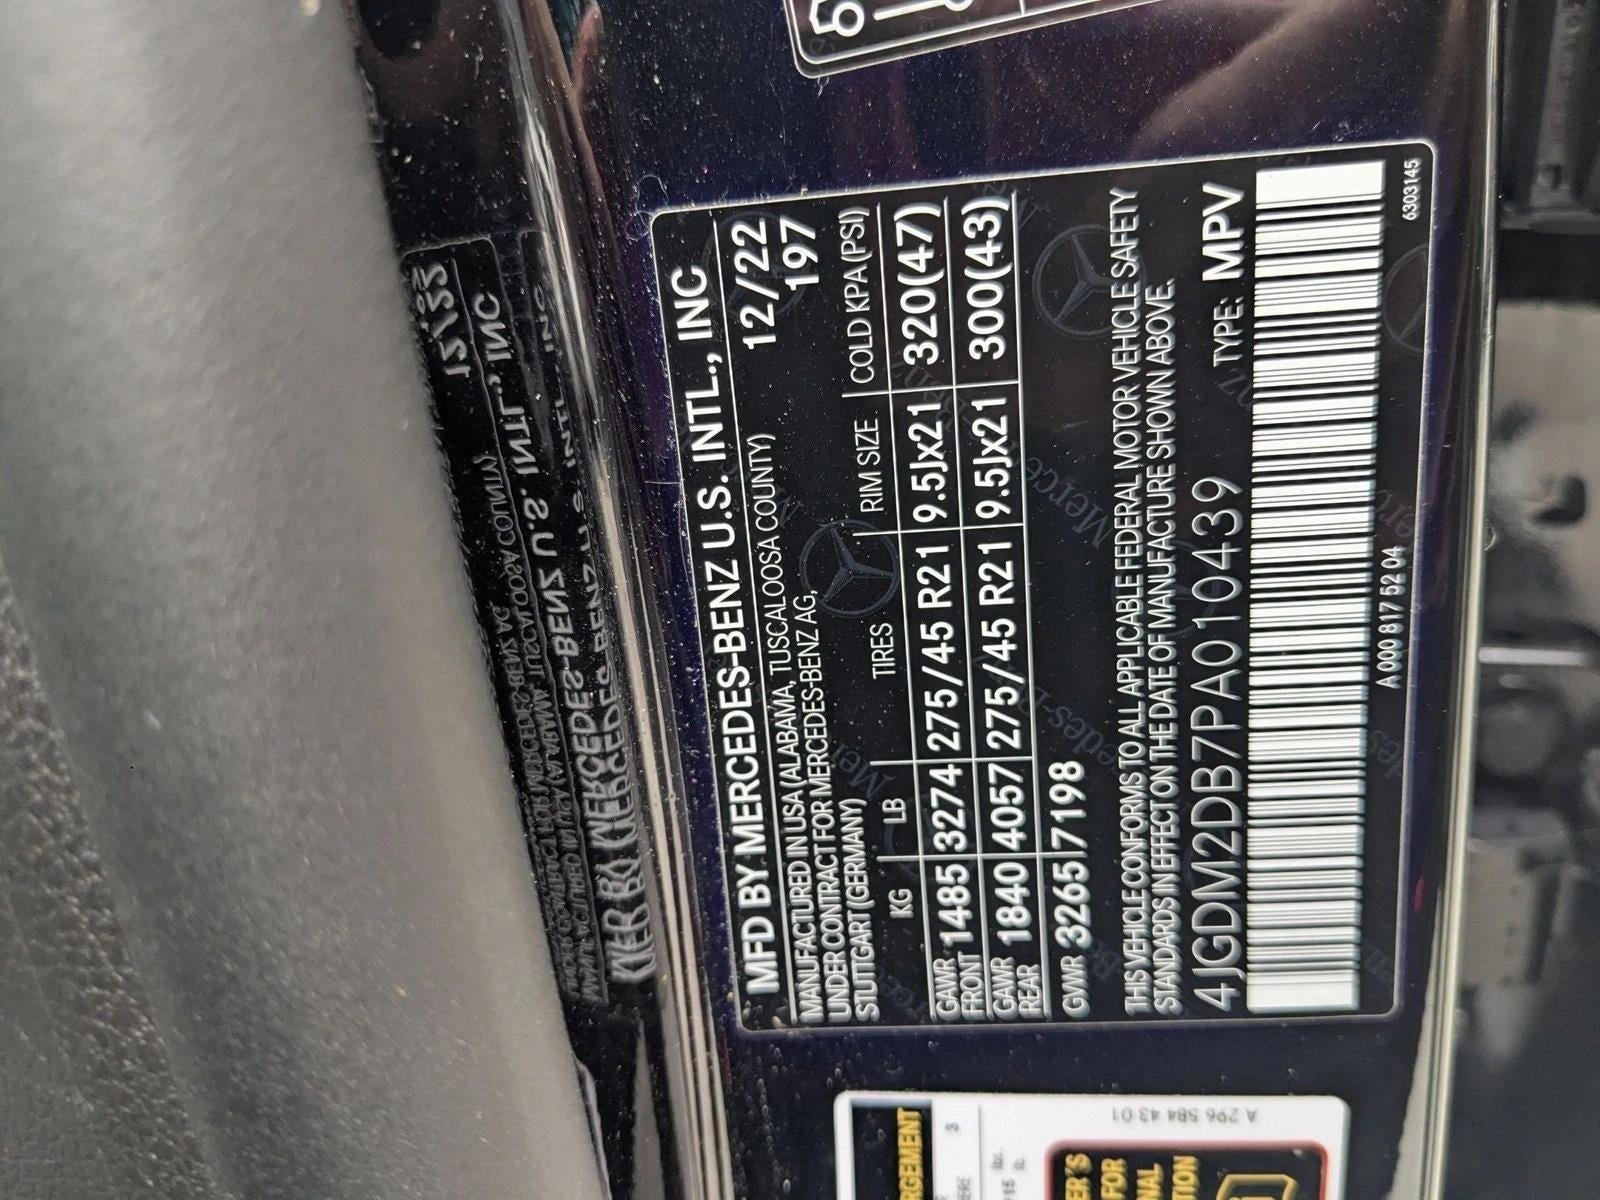 MFD BY MERCEDES-BENZ U.S. INTL., INC
MANUFACTURED IN USA (ALABAMA, TUSCALOOSA COUNTY) 12/22
UNDER CONTRACT FOR MERCEDES-BENZ AG, 197
STUTTGART (GERMANY)
KG LB TIRES RIM SIZE COLD KPA (PSI)
GAWR FRONT 1485 3274 275/45 R21 9.5Jx21 320(47)
GAWR REAR 1840 4057 275/45 R21 9.5Jx21 300(43)
GWWR 3265 7198
THIS VEHICLE CONFORMS TO ALL APPLICABLE FEDERAL MOTOR VEHICLE SAFETY
STANDARDS IN EFFECT ON THE DATE OF MANUFACTURE SHOWN ABOVE.
4JGDM2DB7PA010439 TYPE: MPV
A 000 817 52 04
6303145
A 296 584 43 01